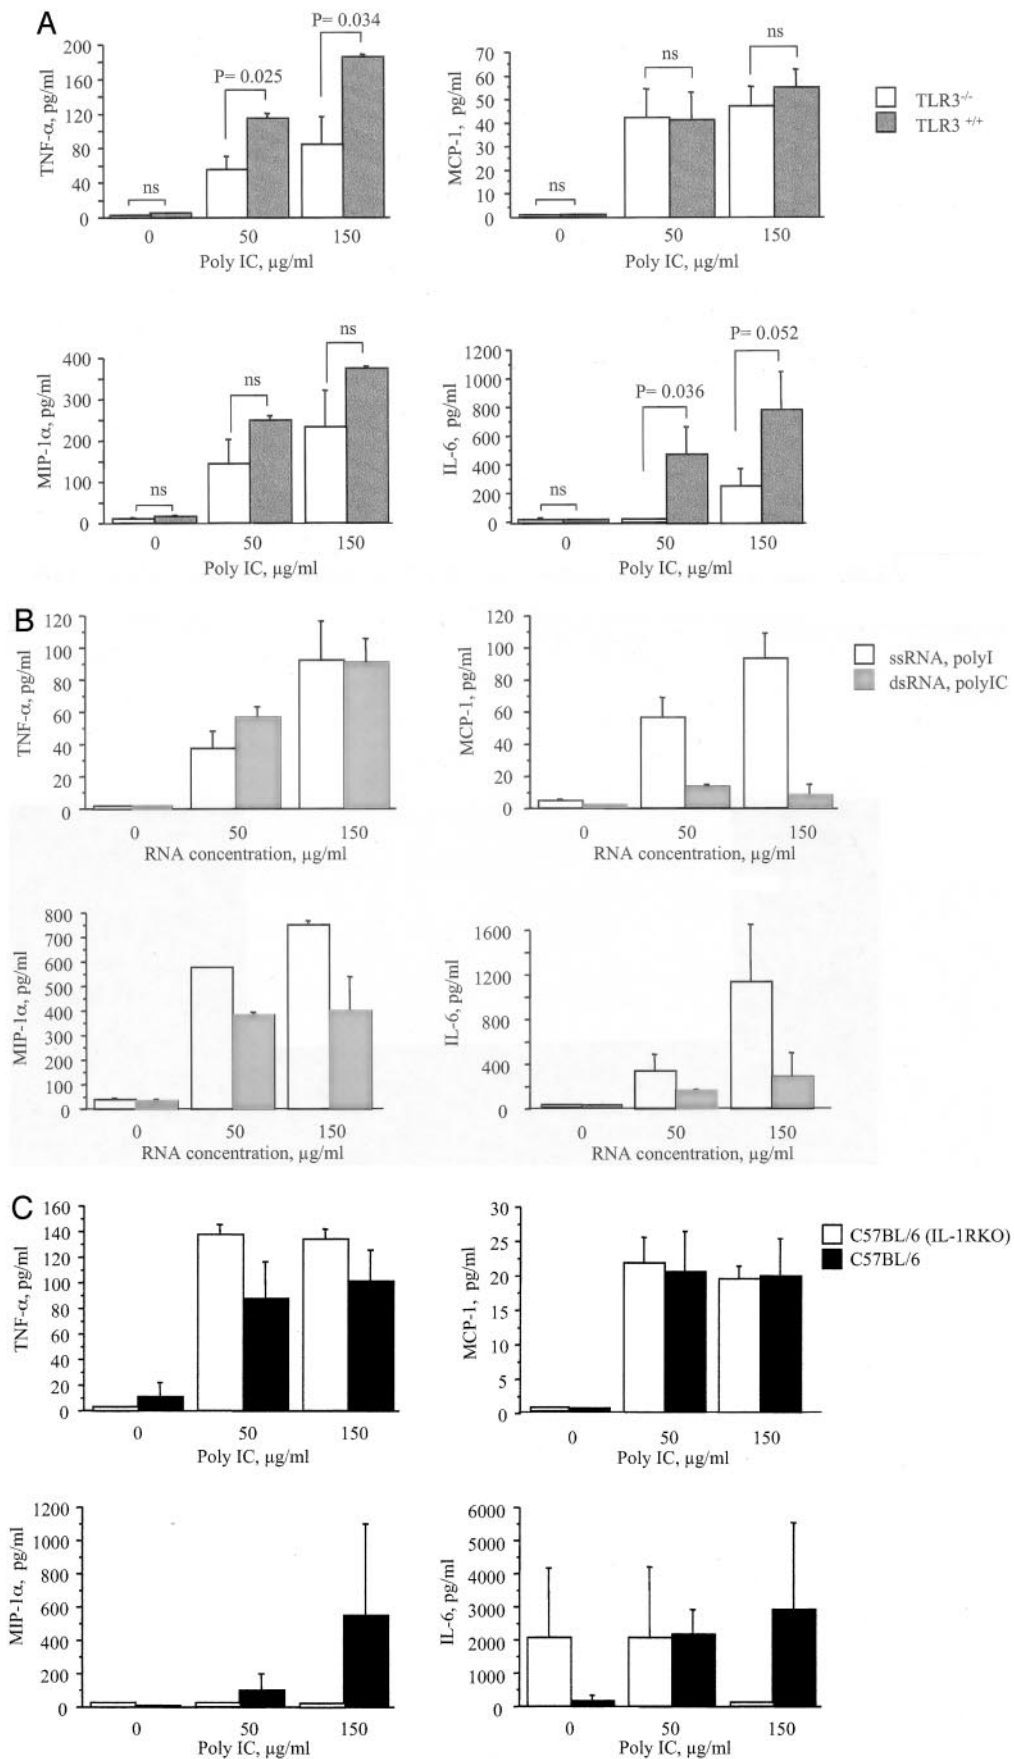 A
TNF-α, pg/ml
200
160
120
80
40
0
ns
P= 0.025
P= 0.034
0 50 150
Poly IC, µg/ml
MCP-1, pg/ml
70
60
50
40
30
20
10
0
ns
ns
ns
0 50 150
Poly IC, µg/ml
TLR3-/-
TLR3 +/+
MIP-1α, pg/ml
400
300
200
100
0
ns
ns
ns
0 50 150
Poly IC, µg/ml
IL-6, pg/ml
1200
1000
800
600
400
200
0
ns
P= 0.036
P= 0.052
0 50 150
Poly IC, µg/ml
B
TNF-α, pg/ml
120
100
80
60
40
20
0
0 50 150
RNA concentration, µg/ml
MCP-1, pg/ml
120
100
80
60
40
20
0
0 50 150
RNA concentration, µg/ml
ssRNA, polyI
dsRNA, polyIC
MIP-1α, pg/ml
800
700
600
500
400
300
200
100
0
0 50 150
RNA concentration, µg/ml
IL-6, pg/ml
1600
1200
800
400
0
0 50 150
RNA concentration, µg/ml
C
TNF-α, pg/ml
160
140
120
100
80
60
40
20
0
0 50 150
Poly IC, µg/ml
MCP-1, pg/ml
30
25
20
15
10
5
0
0 50 150
Poly IC, µg/ml
C57BL/6 (IL-1RKO)
C57BL/6
MIP-1α, pg/ml
1200
1000
800
600
400
200
0
0 50 150
Poly IC, µg/ml
IL-6, pg/ml
6000
5000
4000
3000
2000
1000
0
0 50 150
Poly IC, µg/ml